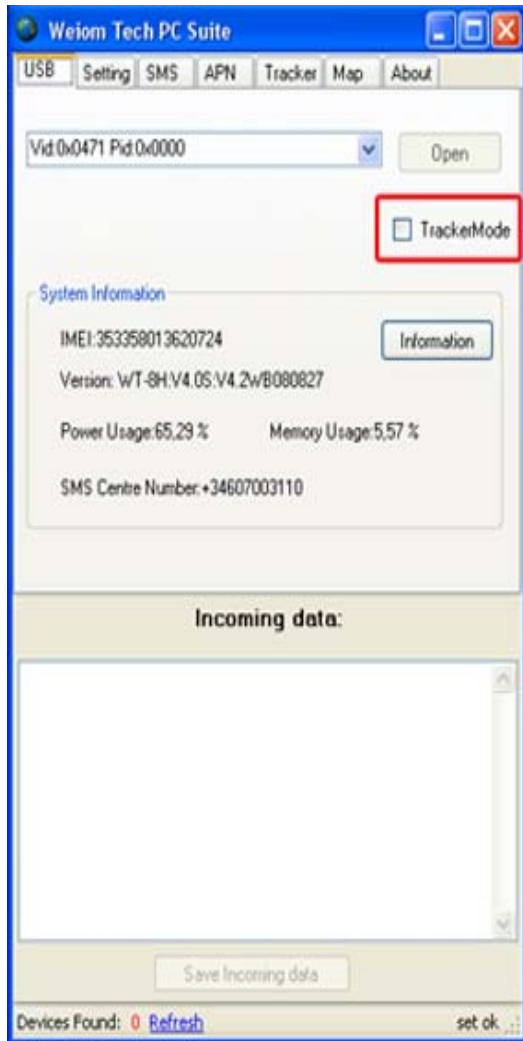 Weiom Tech PC Suite
USB Setting SMS APN Tracker Map About
Vid:0x0471 Pid:0x0000 Open
TrackerMode
System Information
IMEI:353358013620724 Information
Version: WT-8H:V4.0S:V4.2WB080827
Power Usage:65,29 % Memory Usage:5,57 %
SMS Centre Number:+34607003110
Incoming data:
Save Incoming data
Devices Found: 0 Refresh set ok